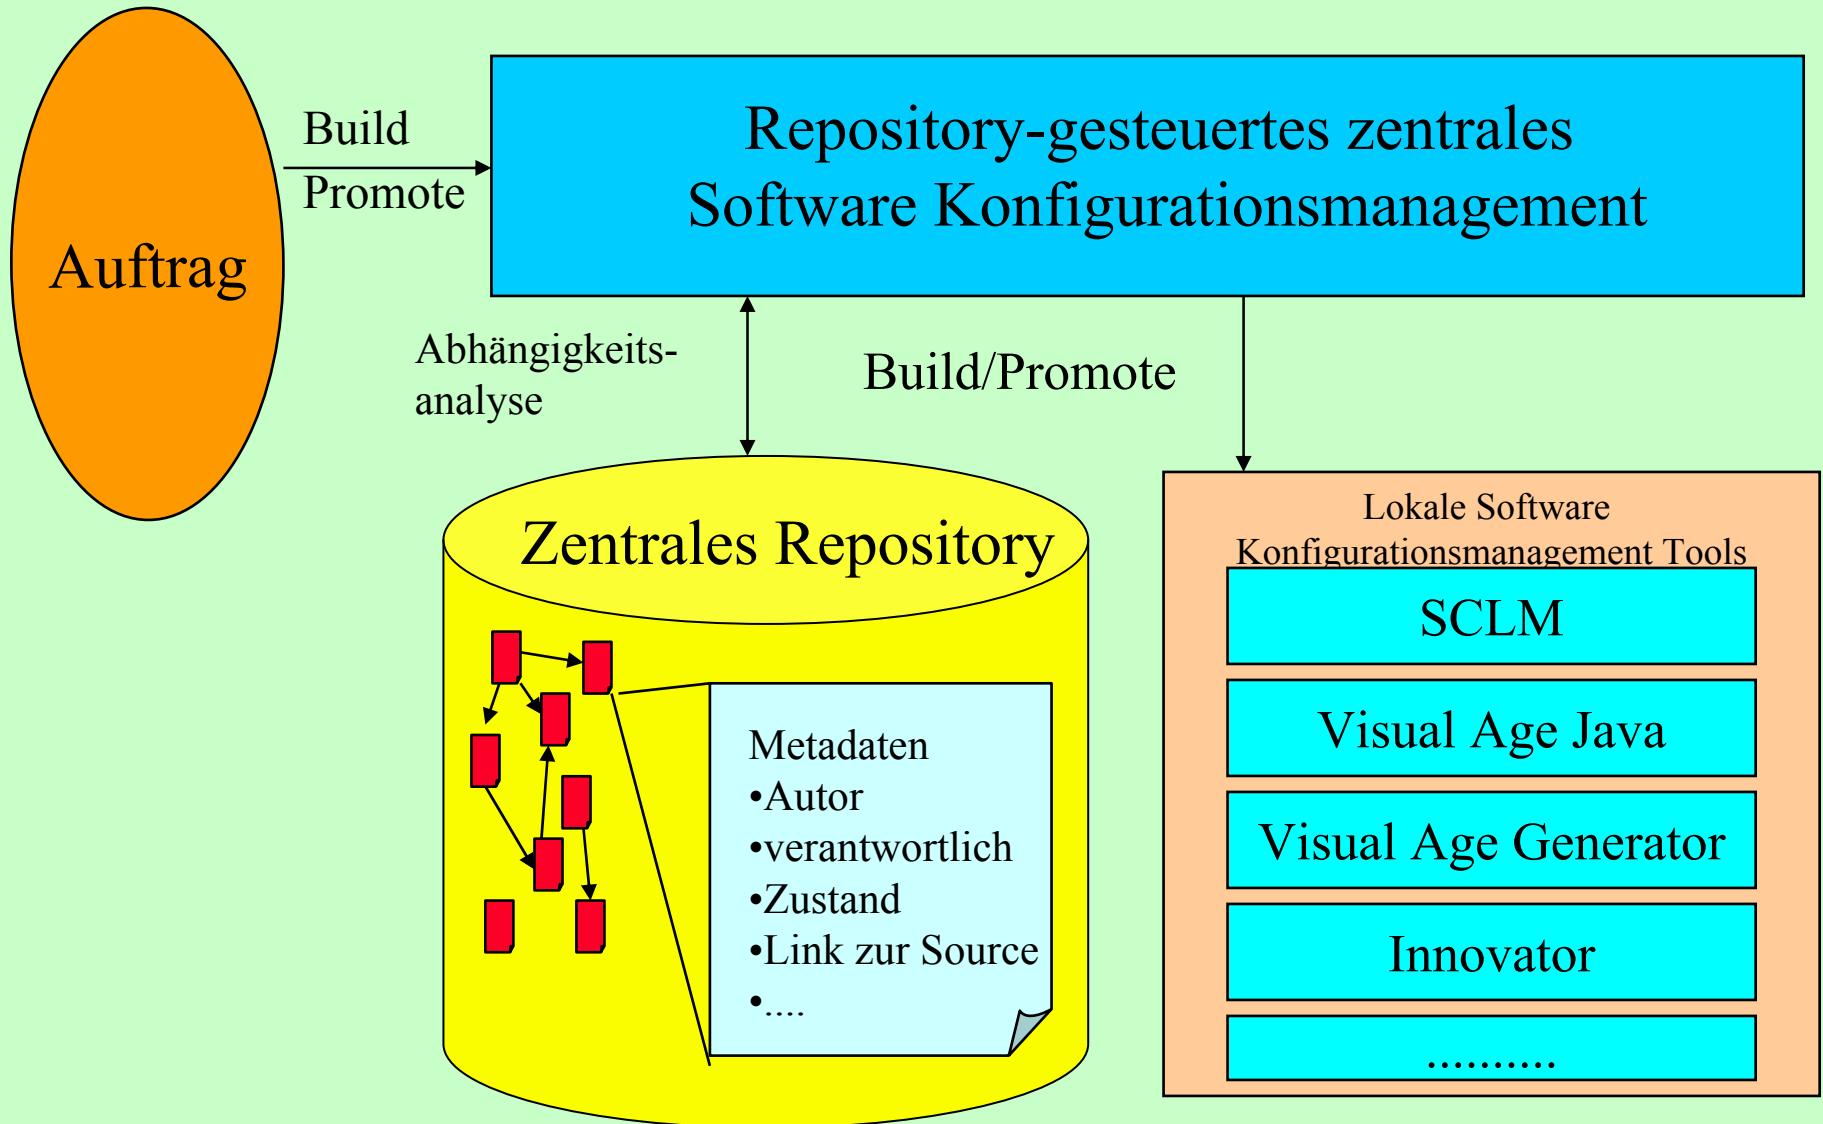 Auftrag
Build
Promote
Repository-gesteuertes zentrales
Software Konfigurationsmanagement
Abhängigkeits-
analyse
Build/Promote
Zentrales Repository
Metadaten
•Autor
•verantwortlich
•Zustand
•Link zur Source
•....
Lokale Software
Konfigurationsmanagement Tools
SCLM
Visual Age Java
Visual Age Generator
Innovator
..........